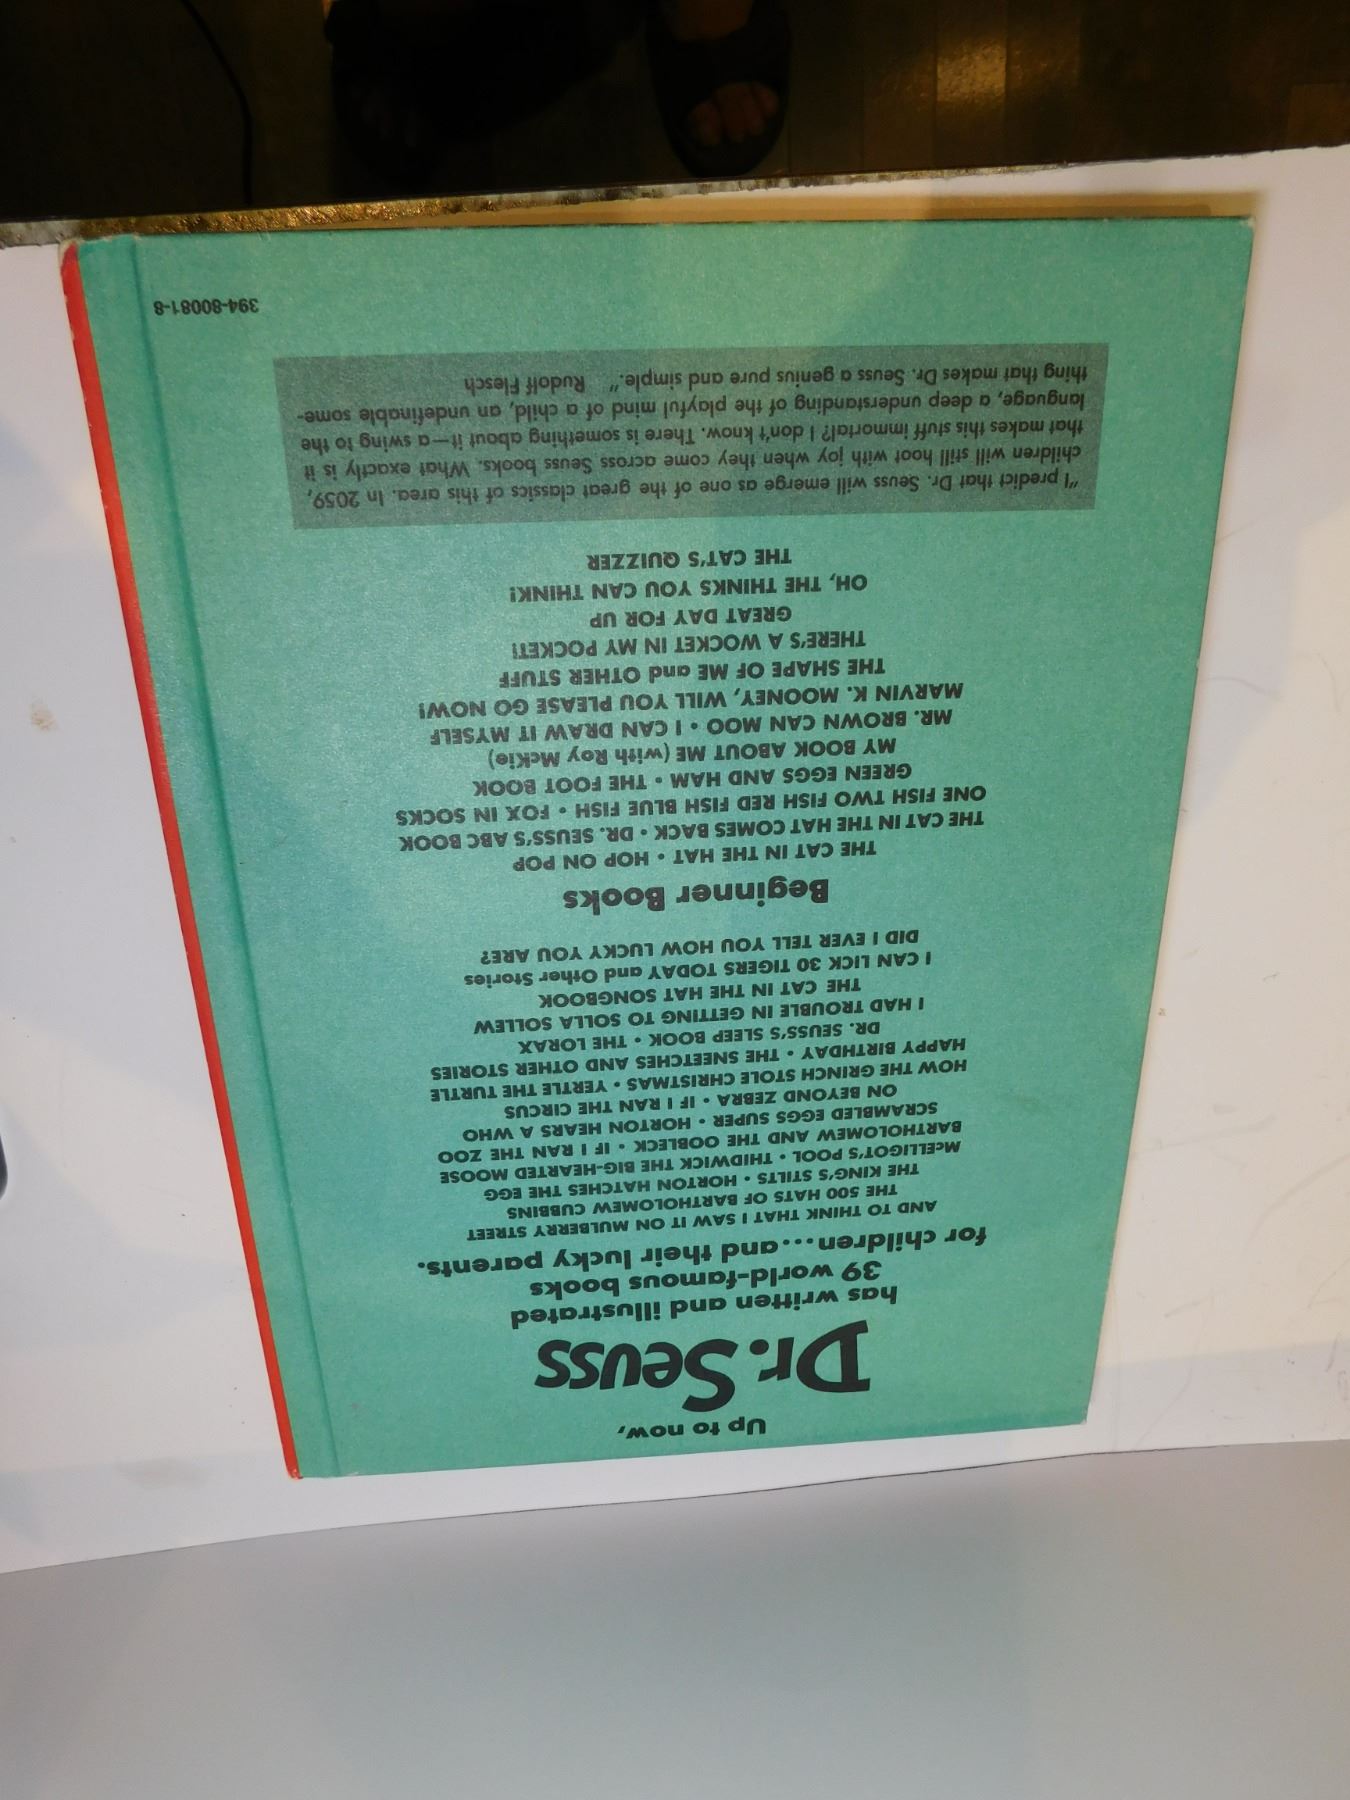 Up to now,
Dr. Seuss
has written and illustrated
39 world-famous books
for children...and their lucky parents.
AND TO THINK THAT I SAW IT ON MULBERRY STREET
THE 500 HATS OF BARTHOLOMEW CUBBINS
THE KING'S STILTS • HORTON HATCHES THE EGG
McELLIGOT'S POOL • THIDWICK THE BIG-HEARTED MOOSE
BARTHOLOMEW AND THE OOBLECK • IF I RAN THE ZOO
SCRAMBLED EGGS SUPER • HORTON HEARS A WHO
ON BEYOND ZEBRA • IF I RAN THE CIRCUS
HOW THE GRINCH STOLE CHRISTMAS • YERTLE THE TURTLE
HAPPY BIRTHDAY • THE SNEETCHES AND OTHER STORIES
DR. SEUSS'S SLEEP BOOK • THE LORAX
I HAD TROUBLE IN GETTING TO SOLLA SOLLEW
THE CAT IN THE HAT SONGBOOK
I CAN LICK 30 TIGERS TODAY and Other Stories
DID I EVER TELL YOU HOW LUCKY YOU ARE?
Beginner Books
THE CAT IN THE HAT • HOP ON POP
THE CAT IN THE HAT COMES BACK • DR. SEUSS'S ABC BOOK
ONE FISH TWO FISH RED FISH BLUE FISH • FOX IN SOCKS
GREEN EGGS AND HAM • THE FOOT BOOK
MY BOOK ABOUT ME (with Roy McKie)
MR. BROWN CAN MOO • I CAN DRAW IT MYSELF
MARVIN K. MOONEY, WILL YOU PLEASE GO NOW!
THE SHAPE OF ME and OTHER STUFF
THERE'S A WOCKET IN MY POCKET!
GREAT DAY FOR UP
OH, THE THINKS YOU CAN THINK!
THE CAT'S QUIZZER
"I predict that Dr. Seuss will emerge as one of the great classics of this area. In 2059,
children will still hoot with joy when they come across Seuss books. What exactly is it
that makes this stuff immortal? I don't know. There is something about it—a swing to the
language, a deep understanding of the playful mind of a child, an undefinable some-
thing that makes Dr. Seuss a genius pure and simple." Rudolf Flesch
394-80081-8